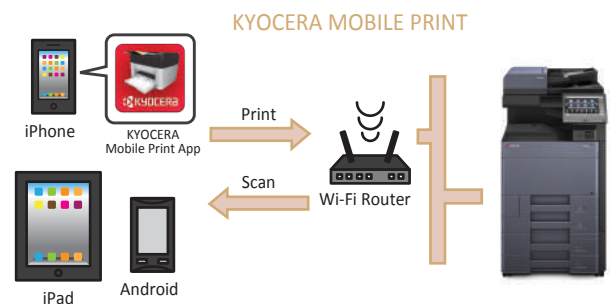 KYOCERA MOBILE PRINT
KYOCERA
iPhone
KYOCERA
Mobile Print App
Print
Scan
Wi-Fi Router
iPad
Android